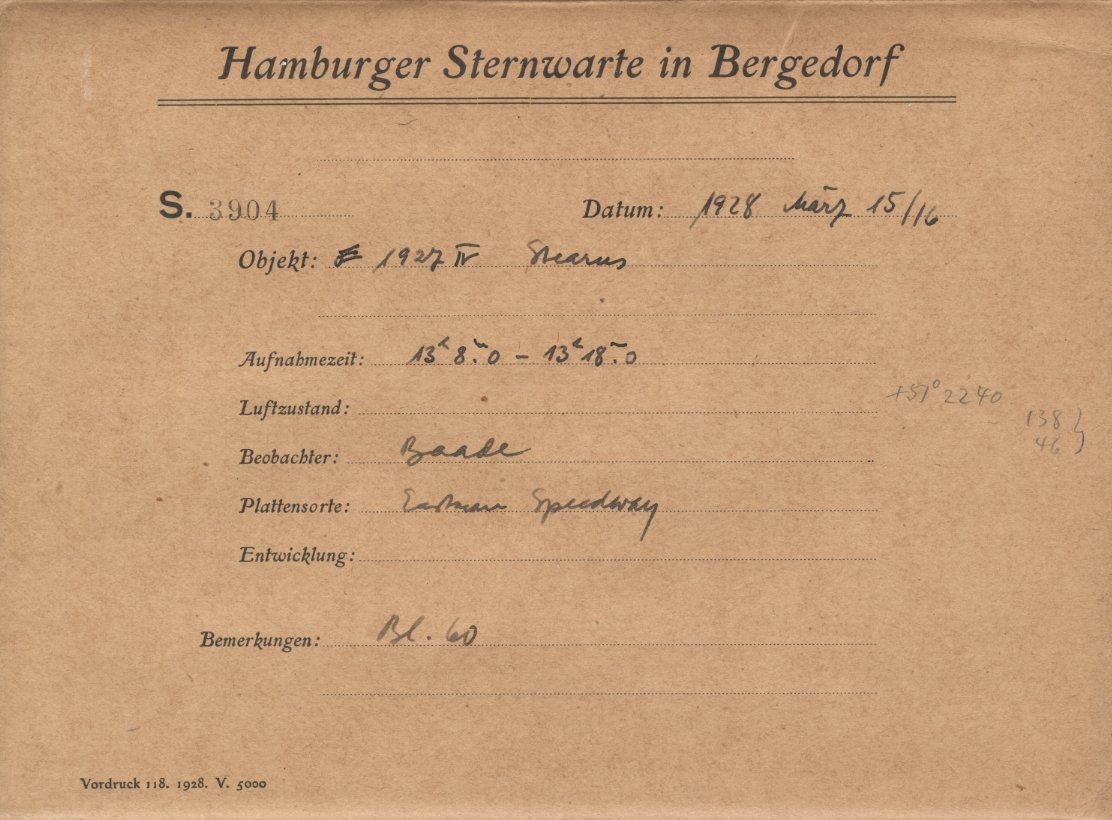 Hamburger Sternwarte in Bergedorf
S. 3904 Datum: 1928 März 15/16
Objekt: 1927 IV Stearns
Aufnahmezeit: 13h 8m.0 – 13h 18m.0
Luftzustand:
+57° 2240
138 }
46
Beobachter: Baade
Plattensorte: Eastman Speedway
Entwicklung:
Bemerkungen: Bl. 60
Vordruck 118. 1928. V. 5000